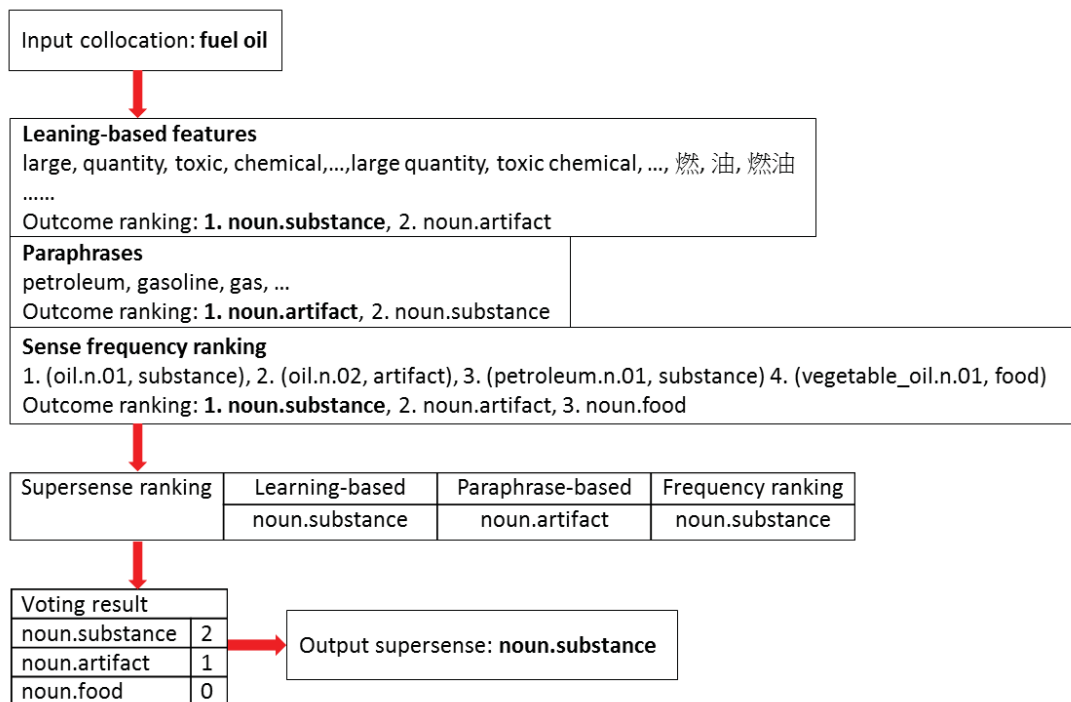 Input collocation: fuel oil
Leaning-based features
large, quantity, toxic, chemical,...,large quantity, toxic chemical, ..., 燃, 油, 燃油
......
Outcome ranking: 1. noun.substance, 2. noun.artifact
Paraphrases
petroleum, gasoline, gas, ...
Outcome ranking: 1. noun.artifact, 2. noun.substance
Sense frequency ranking
1. (oil.n.01, substance), 2. (oil.n.02, artifact), 3. (petroleum.n.01, substance) 4. (vegetable_oil.n.01, food)
Outcome ranking: 1. noun.substance, 2. noun.artifact, 3. noun.food
Supersense ranking Learning-based Paraphrase-based Frequency ranking
noun.substance noun.artifact noun.substance
Voting result
noun.substance 2
noun.artifact 1
noun.food 0
Output supersense: noun.substance